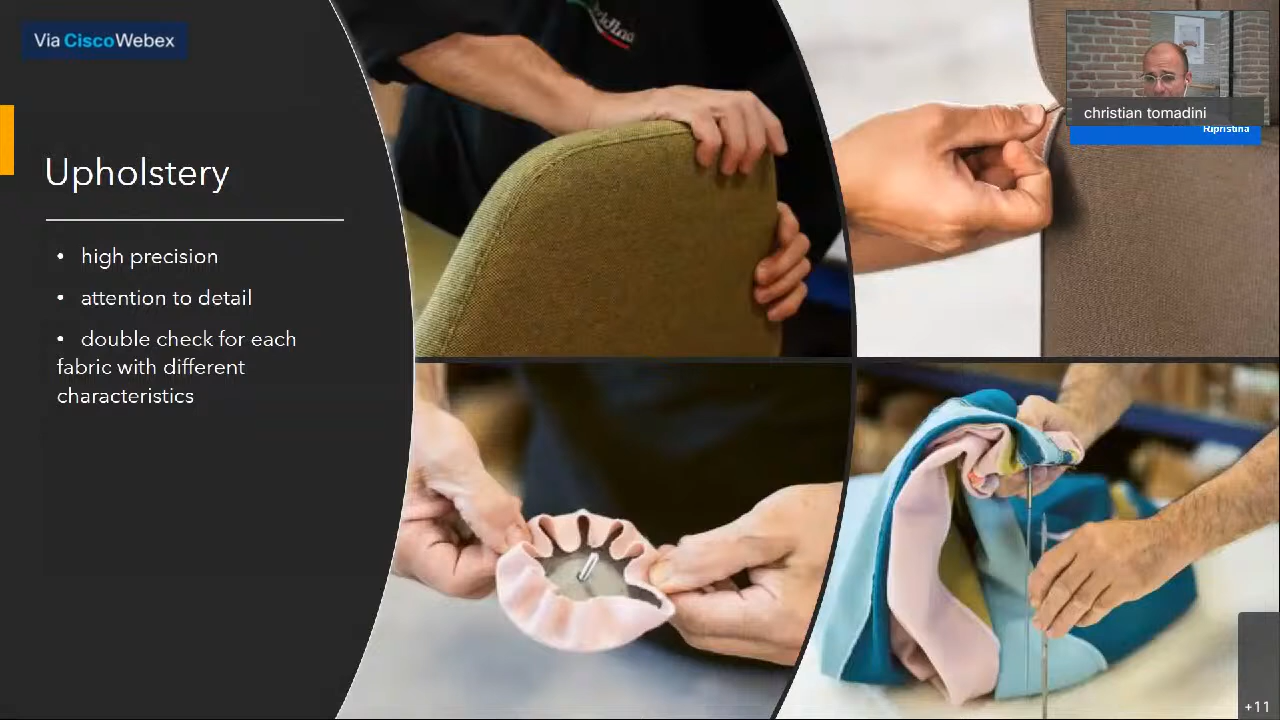 Via CiscoWebex
christian tomadini
Ripristina
Upholstery
• high precision
• attention to detail
• double check for each
fabric with different
characteristics
+11